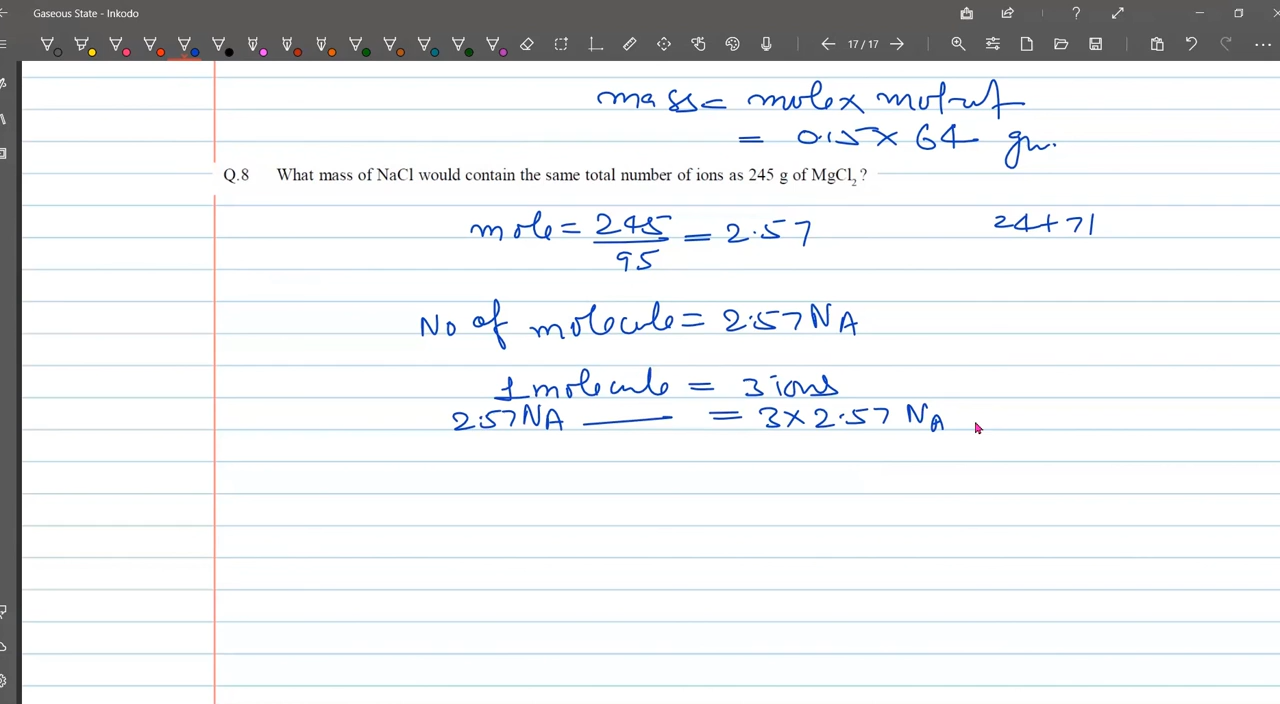 Gaseous State - Inkodo
17/17
mass = mole x mol.wt
= 0.15 x 64 gm.
Q.8 What mass of NaCl would contain the same total number of ions as 245 g of MgCl₂?
mole = 245/95 = 2.57
24+71
No of molecule = 2.57 NA
1 molecule = 3 ions
2.57 NA —— = 3 x 2.57 NA